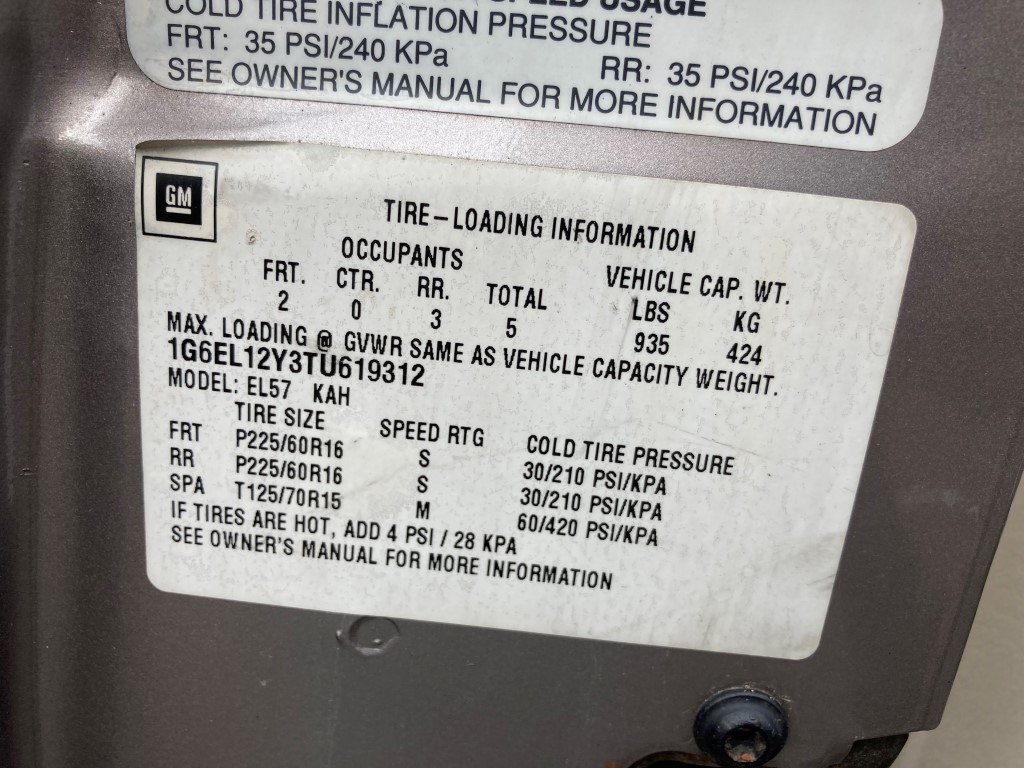 SPEED USAGE
COLD TIRE INFLATION PRESSURE
FRT: 35 PSI/240 KPa RR: 35 PSI/240 KPa
SEE OWNER'S MANUAL FOR MORE INFORMATION
GM
TIRE-LOADING INFORMATION
OCCUPANTS VEHICLE CAP. WT.
FRT. CTR. RR. TOTAL LBS KG
2 0 3 5 935 424
MAX. LOADING @ GVWR SAME AS VEHICLE CAPACITY WEIGHT.
1G6EL12Y3TU619312
MODEL: EL57 KAH
TIRE SIZE SPEED RTG COLD TIRE PRESSURE
FRT P225/60R16 S 30/210 PSI/KPA
RR P225/60R16 S 30/210 PSI/KPA
SPA T125/70R15 M 60/420 PSI/KPA
IF TIRES ARE HOT, ADD 4 PSI / 28 KPA
SEE OWNER'S MANUAL FOR MORE INFORMATION